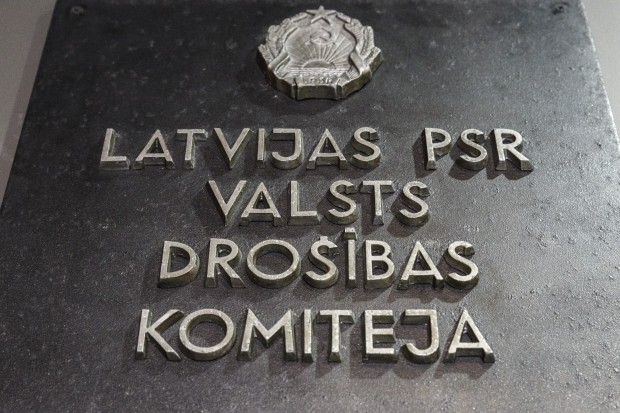 LATVIJAS PSR
VALSTS
DROŠĪBAS
KOMITEJA